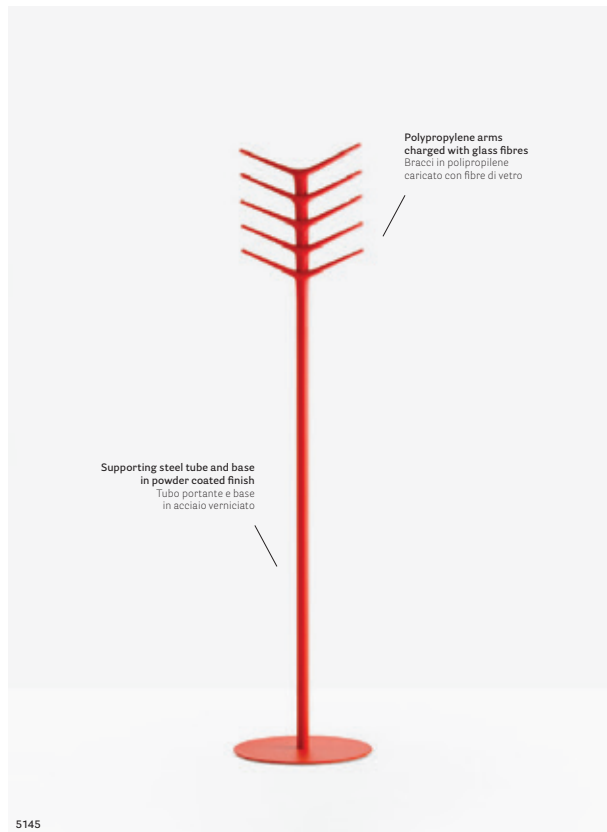 Polypropylene arms
charged with glass fibres
Bracci in polipropilene
caricato con fibre di vetro
Supporting steel tube and base
in powder coated finish
Tubo portante e base
in acciaio verniciato
5145